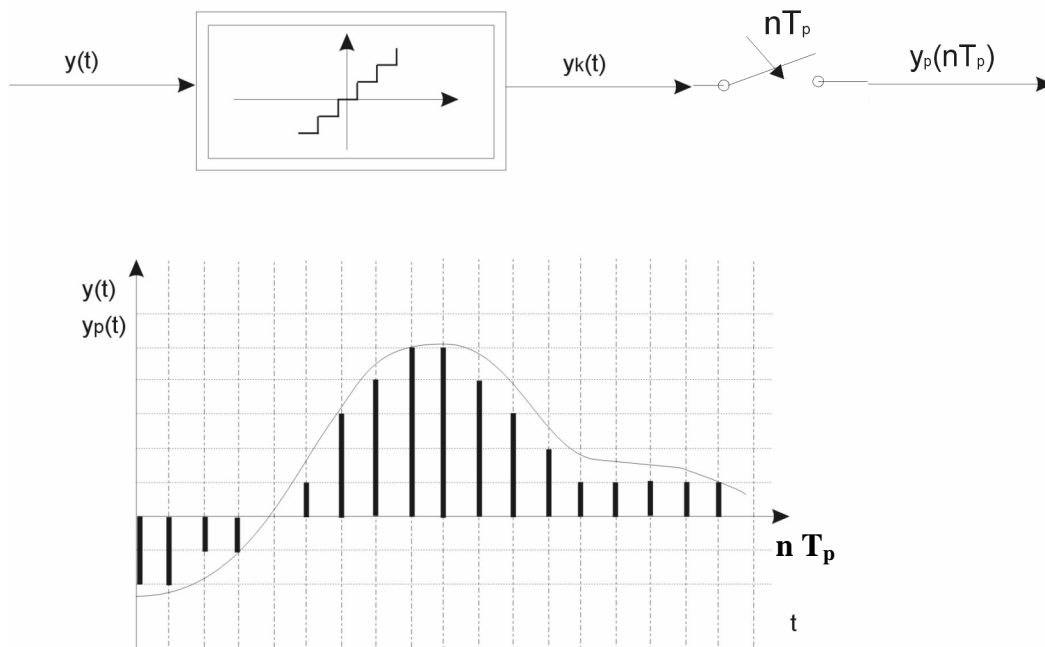 nTₚ
y(t)
yₖ(t)
yₚ(nTₚ)
y(t)
yₚ(t)
n Tₚ
t